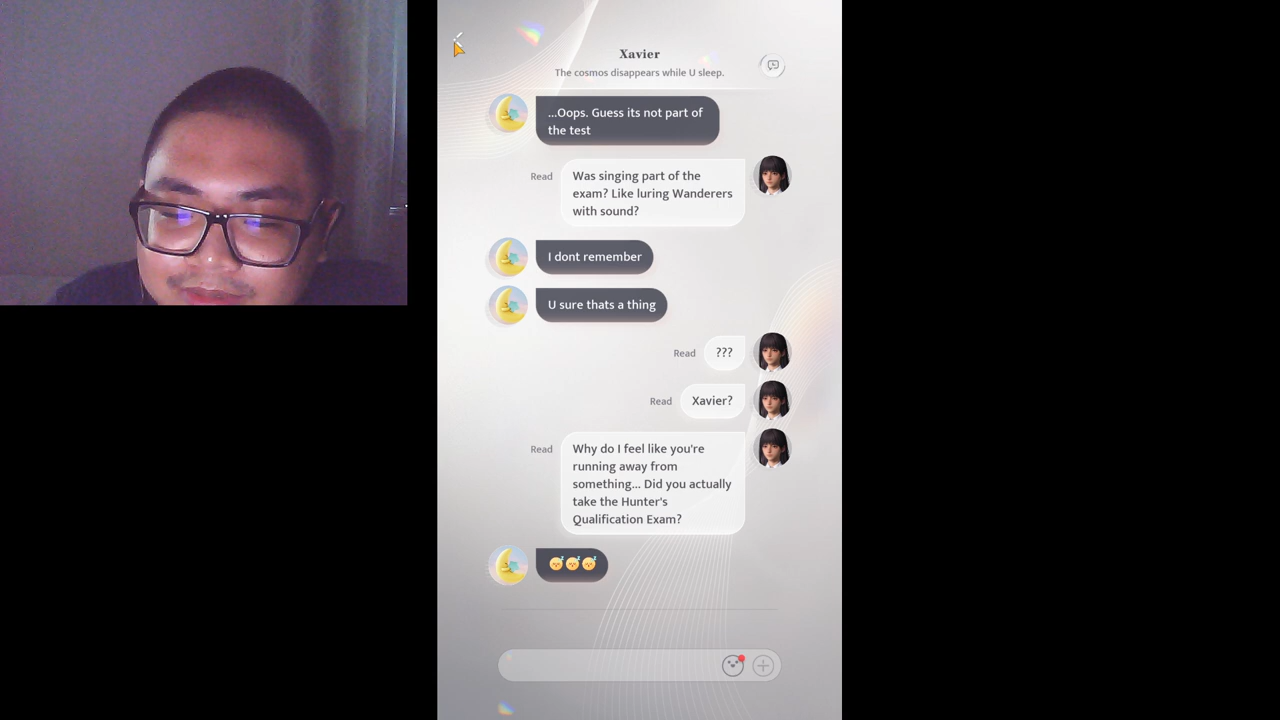 Xavier
The cosmos disappears while U sleep.
...Oops. Guess its not part of
the test
Read
Was singing part of the
exam? Like luring Wanderers
with sound?
I dont remember
U sure thats a thing
Read
???
Read
Xavier?
Read
Why do I feel like you're
running away from
something... Did you actually
take the Hunter's
Qualification Exam?